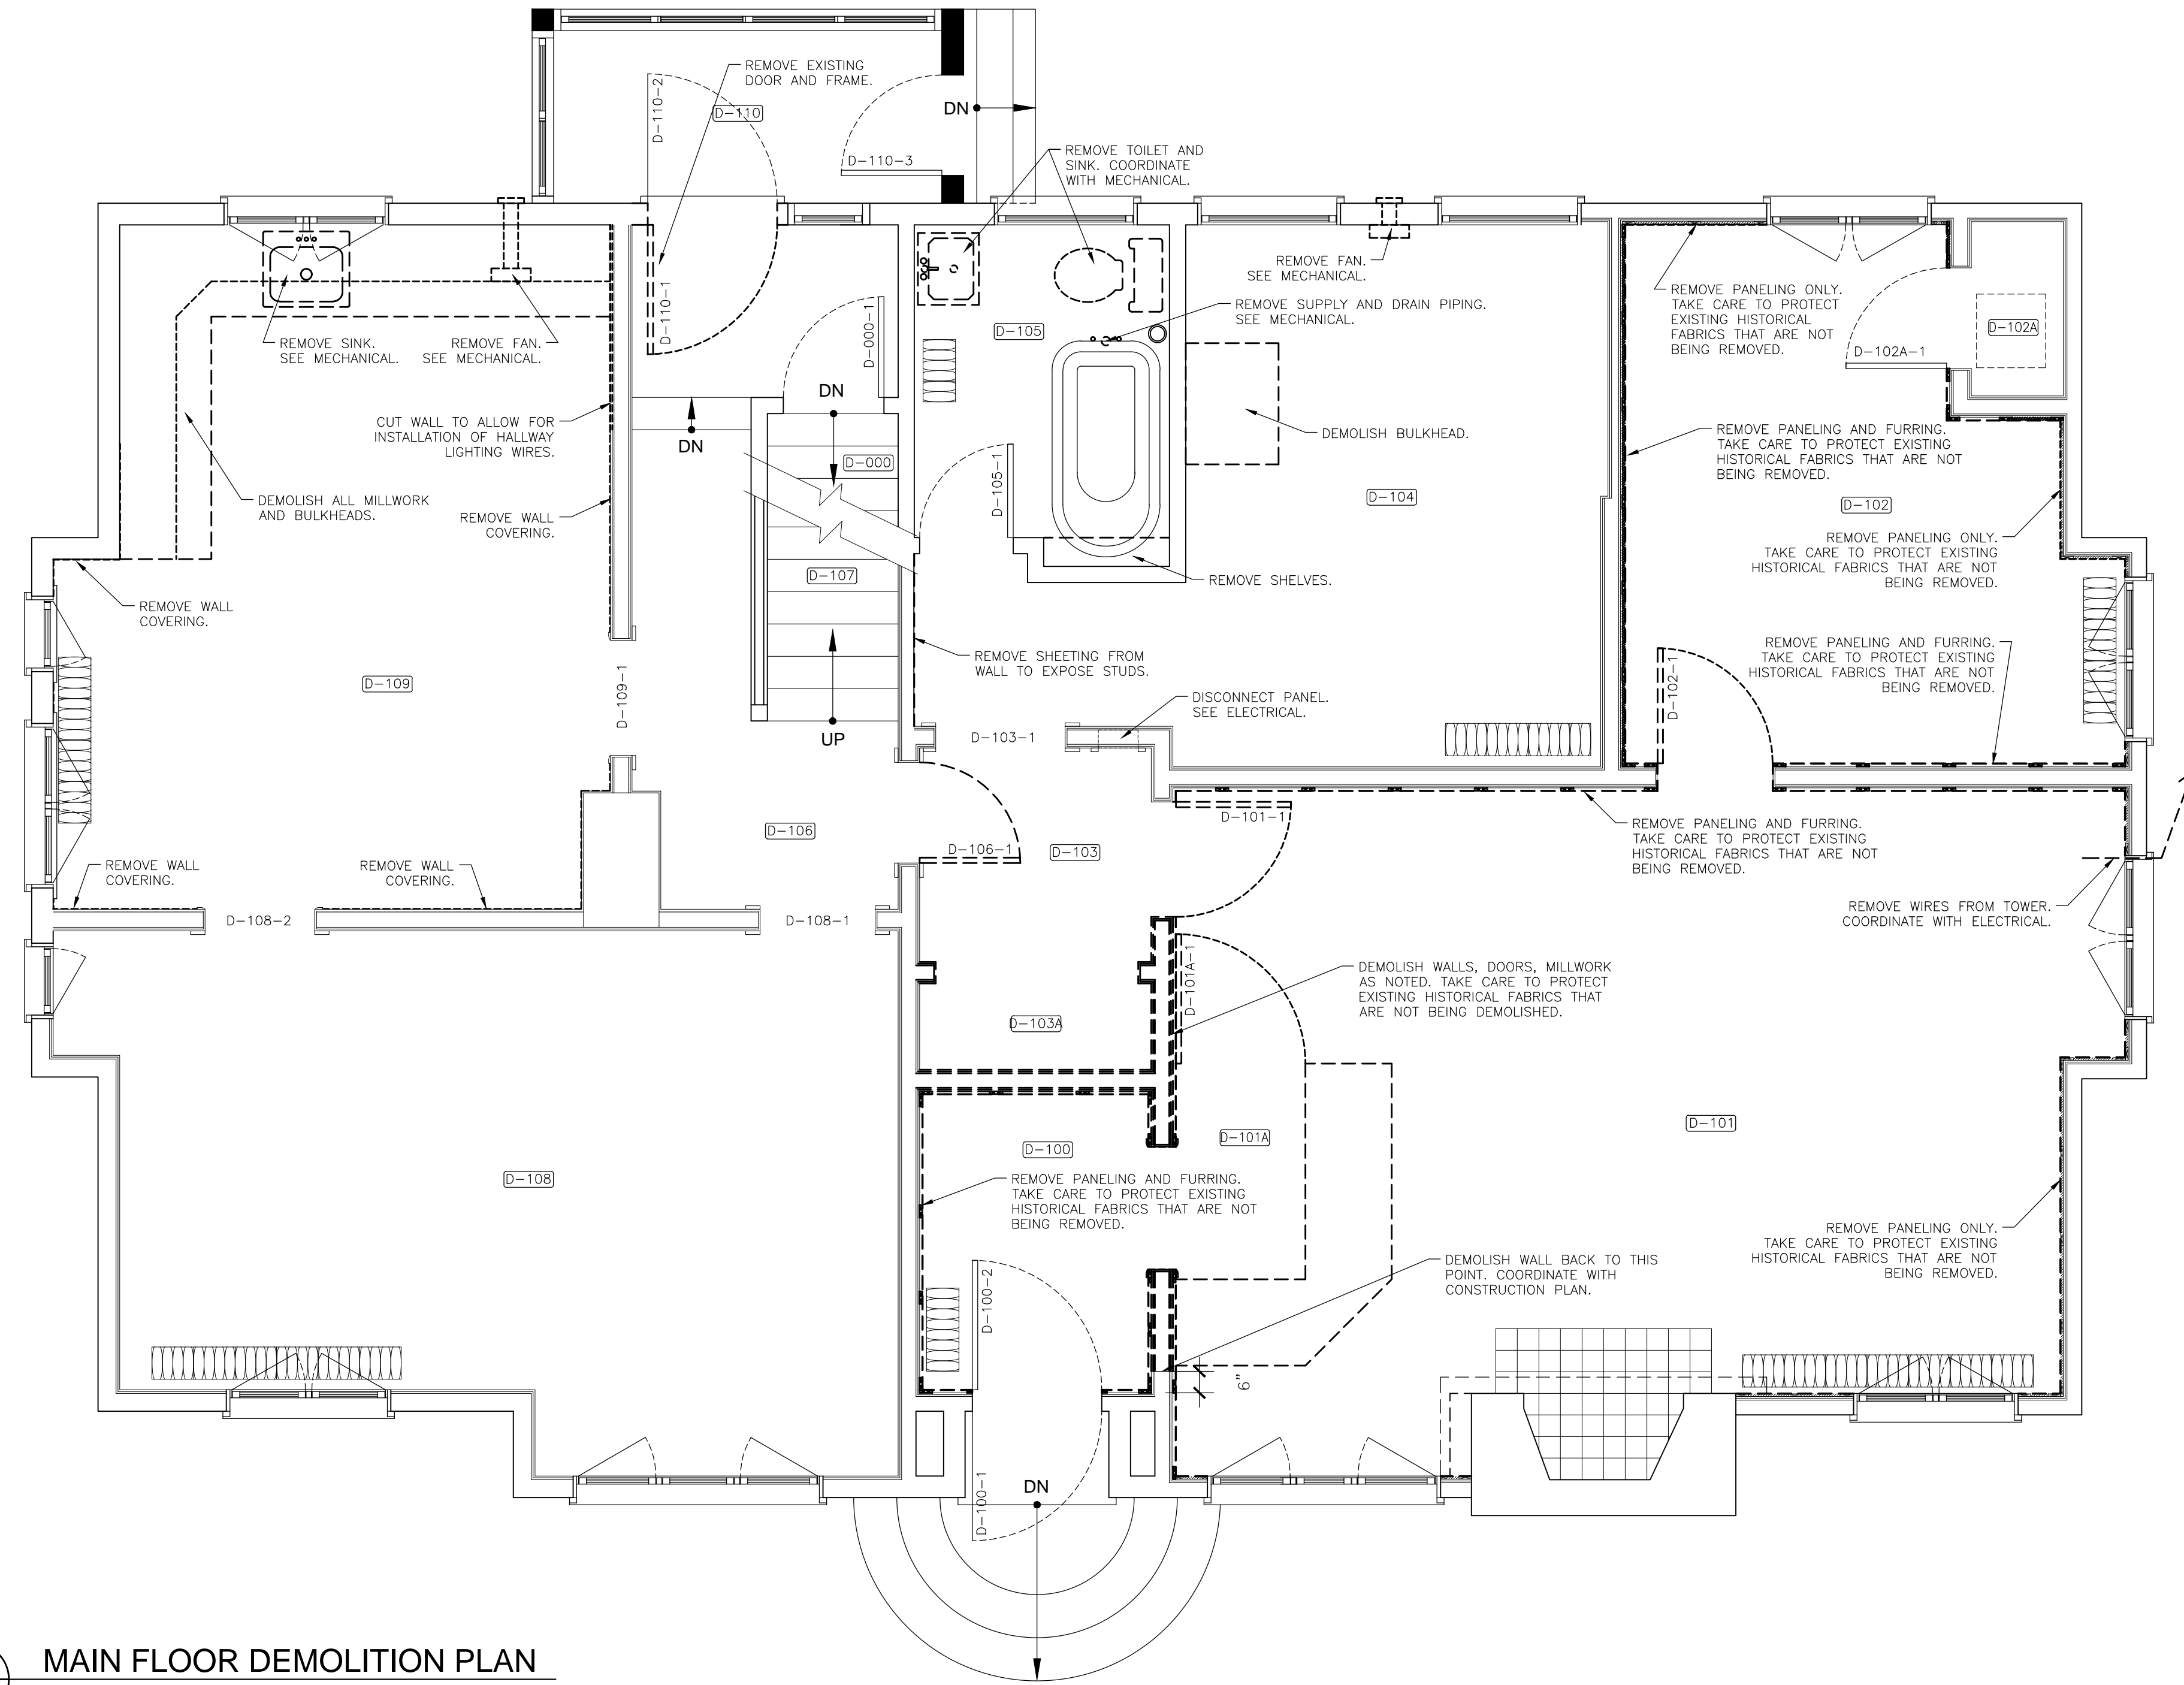 REMOVE EXISTING
DOOR AND FRAME.
D-110-2
D-110
DN
D-110-3
REMOVE TOILET AND
SINK. COORDINATE
WITH MECHANICAL.
REMOVE FAN.
SEE MECHANICAL.
REMOVE SUPPLY AND DRAIN PIPING.
SEE MECHANICAL.
REMOVE PANELING ONLY.
TAKE CARE TO PROTECT
EXISTING HISTORICAL
FABRICS THAT ARE NOT
BEING REMOVED.
D-102A
D-102A-1
D-110-1
D-000-1
D-105
REMOVE SINK.
SEE MECHANICAL.
REMOVE FAN.
SEE MECHANICAL.
DN
DN
CUT WALL TO ALLOW FOR
INSTALLATION OF HALLWAY
LIGHTING WIRES.
DEMOLISH BULKHEAD.
REMOVE PANELING AND FURRING.
TAKE CARE TO PROTECT EXISTING
HISTORICAL FABRICS THAT ARE NOT
BEING REMOVED.
D-000
D-105-1
D-104
D-102
DEMOLISH ALL MILLWORK
AND BULKHEADS.
REMOVE WALL
COVERING.
REMOVE PANELING ONLY.
TAKE CARE TO PROTECT EXISTING
HISTORICAL FABRICS THAT ARE NOT
BEING REMOVED.
D-107
REMOVE SHELVES.
REMOVE WALL
COVERING.
REMOVE SHEETING FROM
WALL TO EXPOSE STUDS.
REMOVE PANELING AND FURRING.
TAKE CARE TO PROTECT EXISTING
HISTORICAL FABRICS THAT ARE NOT
BEING REMOVED.
D-109
D-109-1
D-102-1
DISCONNECT PANEL.
SEE ELECTRICAL.
UP
D-103-1
D-101-1
D-106
D-106-1
D-103
REMOVE PANELING AND FURRING.
TAKE CARE TO PROTECT EXISTING
HISTORICAL FABRICS THAT ARE NOT
BEING REMOVED.
REMOVE WALL
COVERING.
REMOVE WALL
COVERING.
D-108-2
D-108-1
REMOVE WIRES FROM TOWER.
COORDINATE WITH ELECTRICAL.
D-101A-1
DEMOLISH WALLS, DOORS, MILLWORK
AS NOTED. TAKE CARE TO PROTECT
EXISTING HISTORICAL FABRICS THAT
ARE NOT BEING DEMOLISHED.
D-103A
D-101
D-101A
D-100
D-108
REMOVE PANELING AND FURRING.
TAKE CARE TO PROTECT EXISTING
HISTORICAL FABRICS THAT ARE NOT
BEING REMOVED.
REMOVE PANELING ONLY.
TAKE CARE TO PROTECT EXISTING
HISTORICAL FABRICS THAT ARE NOT
BEING REMOVED.
DEMOLISH WALL BACK TO THIS
POINT. COORDINATE WITH
CONSTRUCTION PLAN.
D-100-2
6"
D-100-1
DN
MAIN FLOOR DEMOLITION PLAN